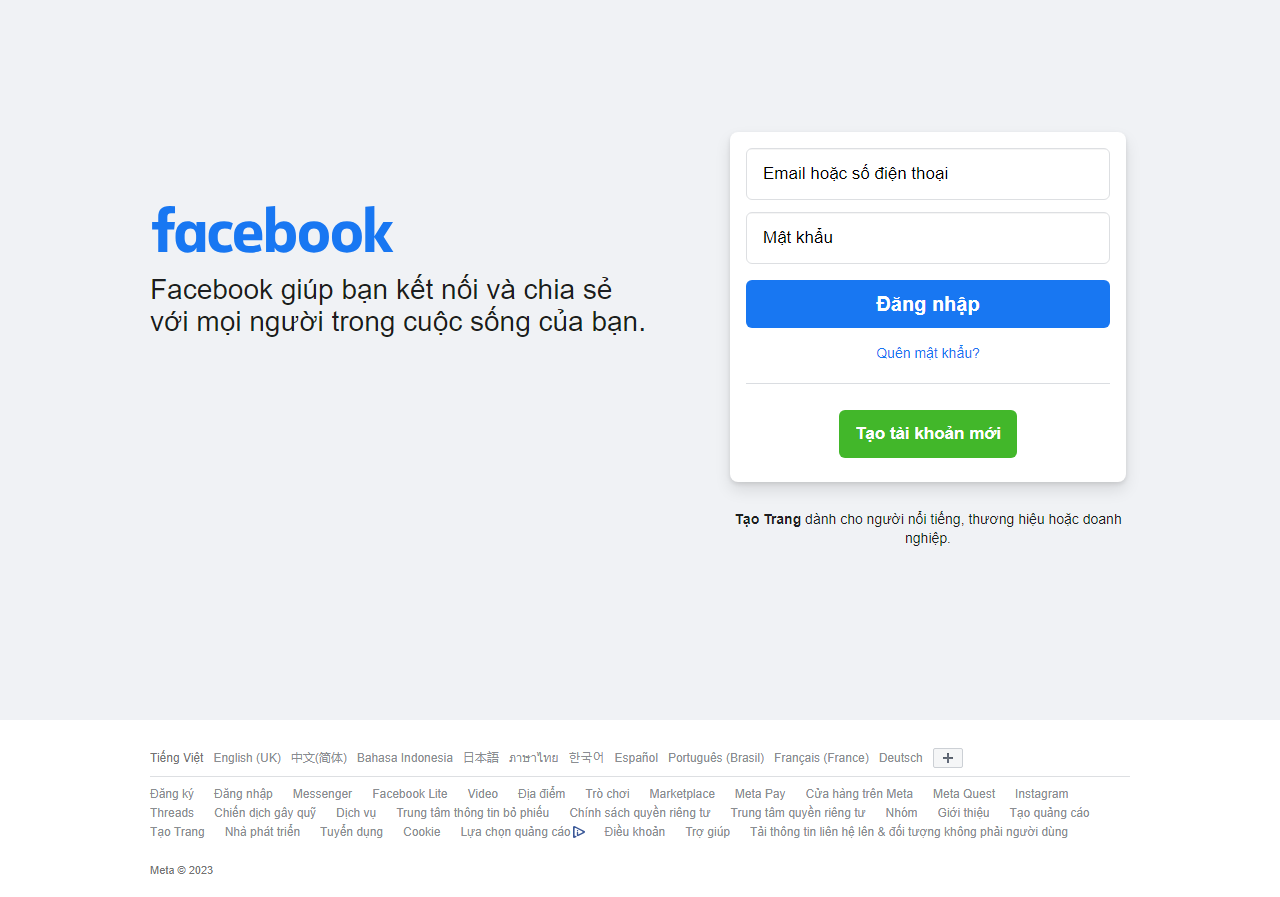 facebook
Facebook giúp bạn kết nối và chia sẻ
với mọi người trong cuộc sống của bạn.
Email hoặc số điện thoại
Mật khẩu
Đăng nhập
Quên mật khẩu?
Tạo tài khoản mới
Tạo Trang dành cho người nổi tiếng, thương hiệu hoặc doanh
nghiệp.
Tiếng Việt English (UK) 中文(简体) Bahasa Indonesia 日本語 ภาษาไทย 한국어 Español Português (Brasil) Français (France) Deutsch
Đăng ký Đăng nhập Messenger Facebook Lite Video Địa điểm Trò chơi Marketplace Meta Pay Cửa hàng trên Meta Meta Quest Instagram
Threads Chiến dịch gây quỹ Dịch vụ Trung tâm thông tin bỏ phiếu Chính sách quyền riêng tư Trung tâm quyền riêng tư Nhóm Giới thiệu Tạo quảng cáo
Tạo Trang Nhà phát triển Tuyển dụng Cookie Lựa chọn quảng cáo Điều khoản Trợ giúp Tải thông tin liên hệ lên & đối tượng không phải người dùng
Meta © 2023